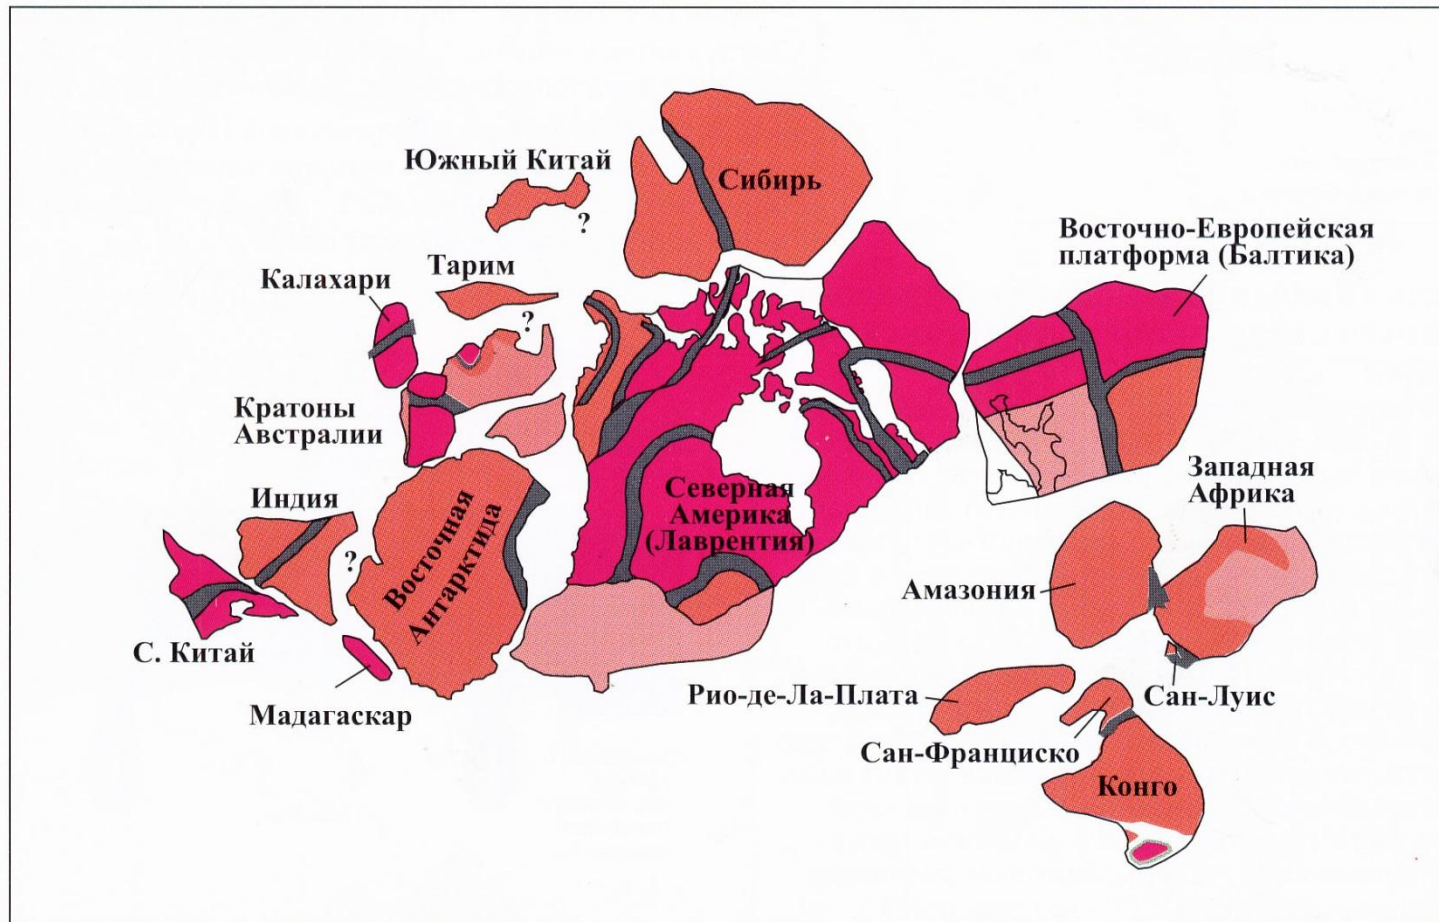 Южный Китай
?
Сибирь
Восточно-Европейская
платформа (Балтика)
Калахари
Тарим
?
Кратоны
Австралии
Индия
?
Восточная
Антарктида
Северная
Америка
(Лаврентия)
Западная
Африка
Амазония
С. Китай
Мадагаскар
Рио-де-Ла-Плата
Сан-Луис
Сан-Франциско
Конго